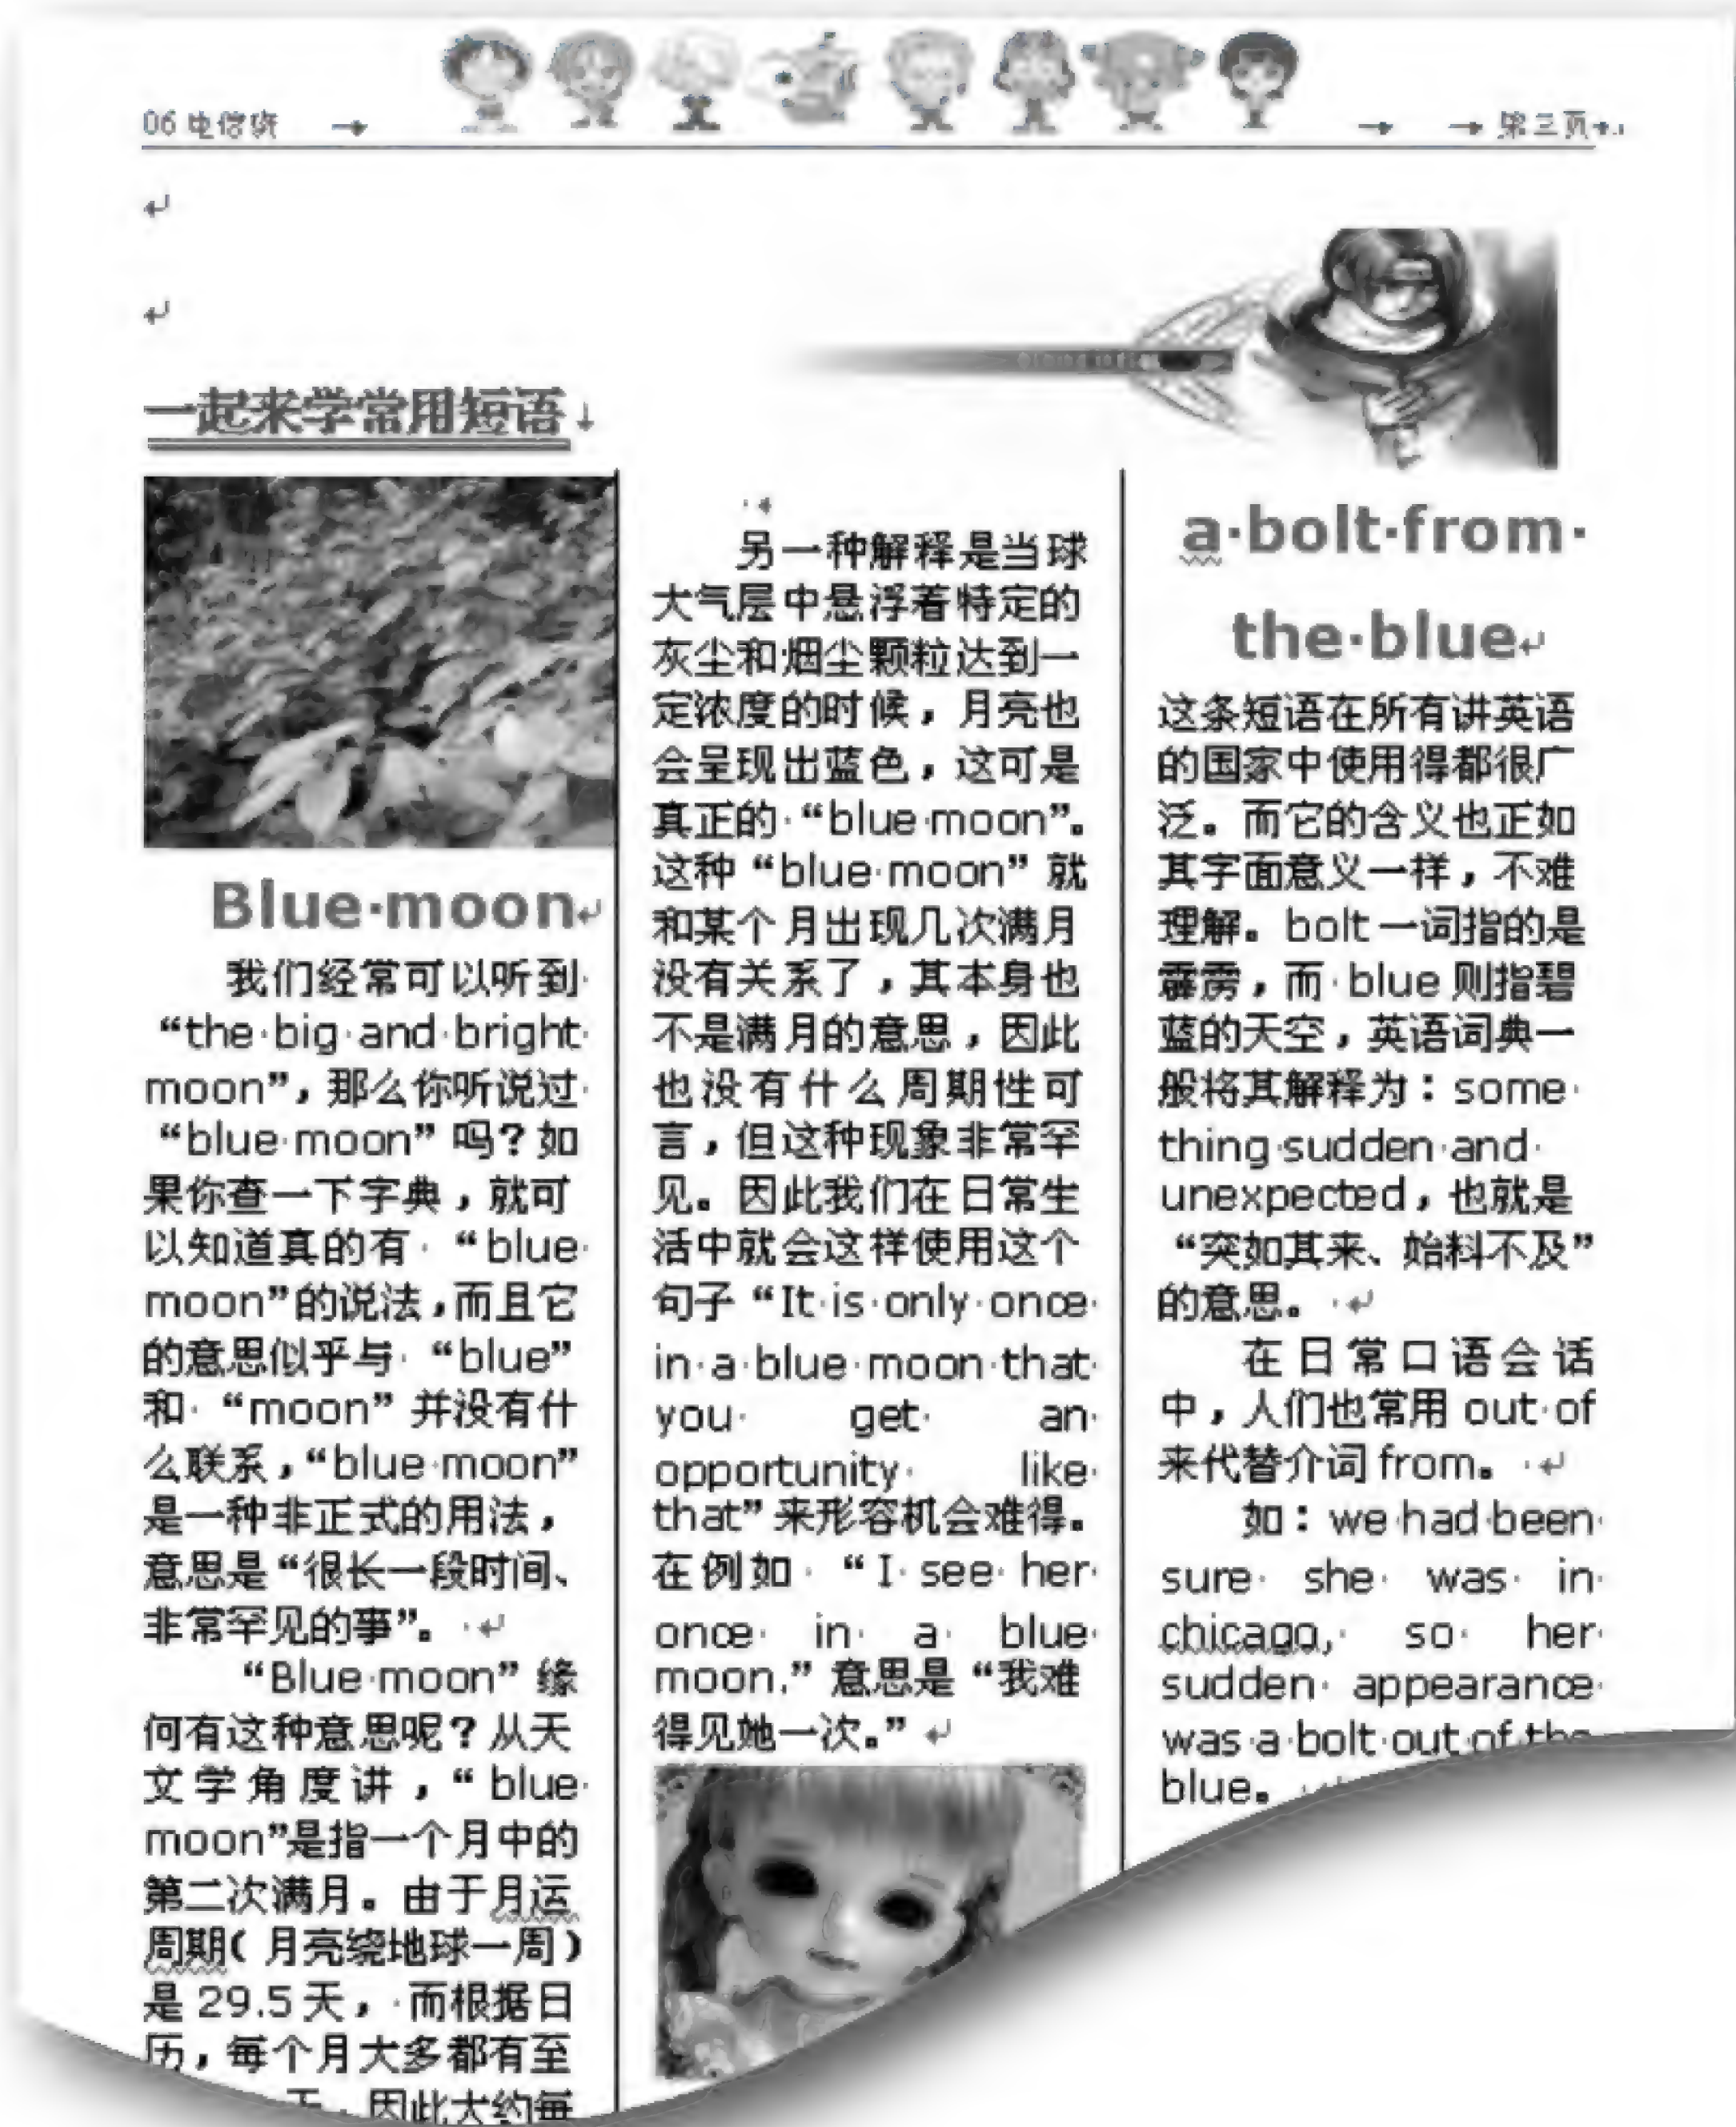 06 电信班
第三页
一起来学常用短语
Blue moon
我们经常可以听到
“the big and bright
moon”，那么你听说过
“blue moon” 吗？如
果你查一下字典，就可
以知道真的有 “blue
moon”的说法，而且它
的意思似乎与 “blue”
和 “moon” 并没有什
么联系，“blue moon”
是一种非正式的用法，
意思是“很长一段时间、
非常罕见的事”。
“Blue moon” 缘
何有这种意思呢？从天
文学角度讲，“blue
moon”是指一个月中的
第二次满月。由于月运
周期（月亮绕地球一周）
是 29.5 天， 而根据日
历，每个月大多都有至
天，因此大约每
另一种解释是当球
大气层中悬浮着特定的
灰尘和烟尘颗粒达到一
定浓度的时候，月亮也
会呈现出蓝色，这可是
真正的 “blue moon”。
这种 “blue moon” 就
和某个月出现几次满月
没有关系了，其本身也
不是满月的意思，因此
也没有什么周期性可
言，但这种现象非常罕
见。因此我们在日常生
活中就会这样使用这个
句子 “It is only once
in a blue moon that
you get an
opportunity like
that” 来形容机会难得。
在例如 “I see her
once in a blue
moon.” 意思是 “我难
得见她一次。”
a bolt from
the blue
这条短语在所有讲英语
的国家中使用得都很广
泛。而它的含义也正如
其字面意义一样，不难
理解。bolt 一词指的是
霹雳，而 blue 则指碧
蓝的天空，英语词典一
般将其解释为：some
thing sudden and
unexpected，也就是
“突如其来、始料不及”
的意思。
在日常口语会话
中，人们也常用 out of
来代替介词 from。
如：we had been
sure she was in
chicago, so her
sudden appearance
was a bolt out of the
blue。